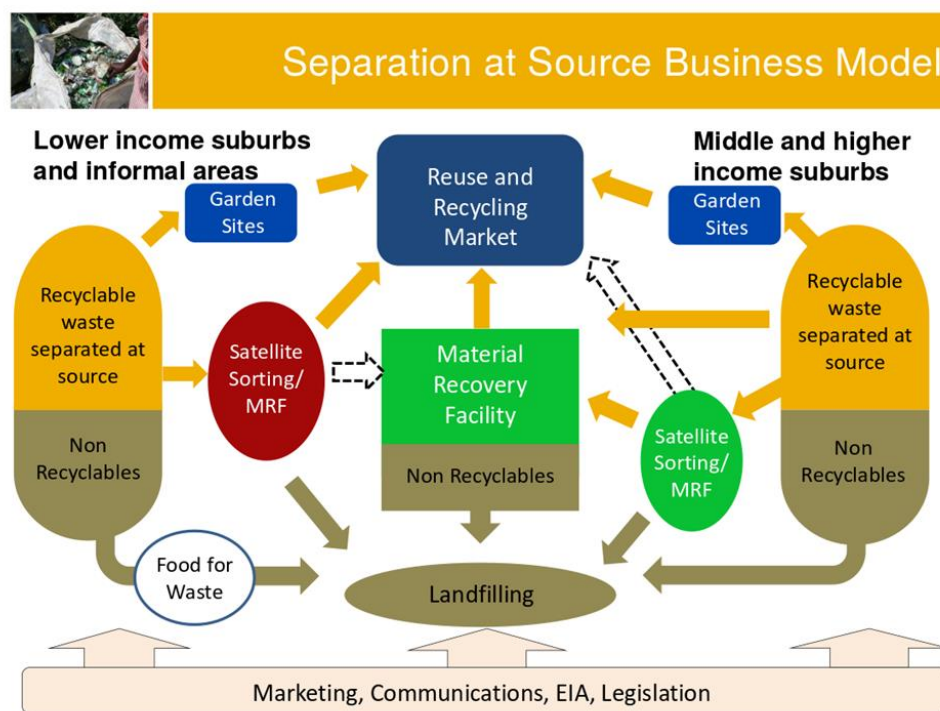 Separation at Source Business Model
Lower income suburbs
and informal areas
Middle and higher
income suburbs
Garden
Sites
Reuse and
Recycling
Market
Garden
Sites
Recyclable
waste
separated at
source
Non
Recyclables
Satellite
Sorting/
MRF
Material
Recovery
Facility
Non Recyclables
Satellite
Sorting/
MRF
Recyclable
waste
separated at
source
Non
Recyclables
Food for
Waste
Landfilling
Marketing, Communications, EIA, Legislation